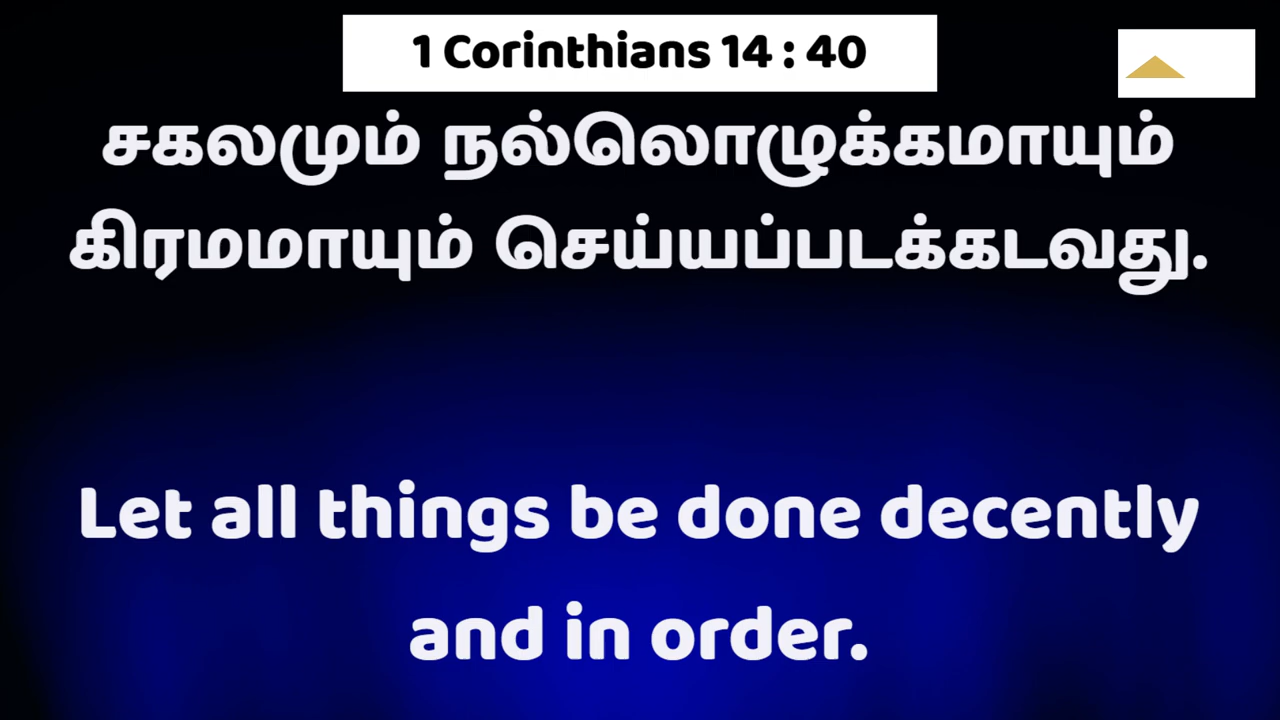 1 Corinthians 14 : 40
சகலமும் நல்லொழுக்கமாயும்
கிரமமாயும் செய்யப்படக்கடவது.
Let all things be done decently
and in order.